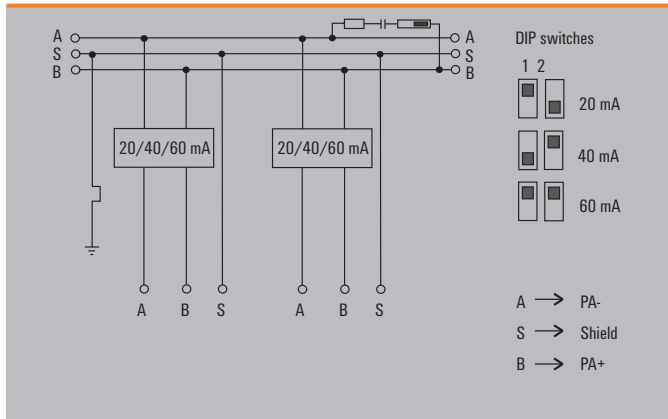 A A
S S
B B
20/40/60 mA 20/40/60 mA
A B S A B S
DIP switches
1 2
20 mA
40 mA
60 mA
A → PA-
S → Shield
B → PA+